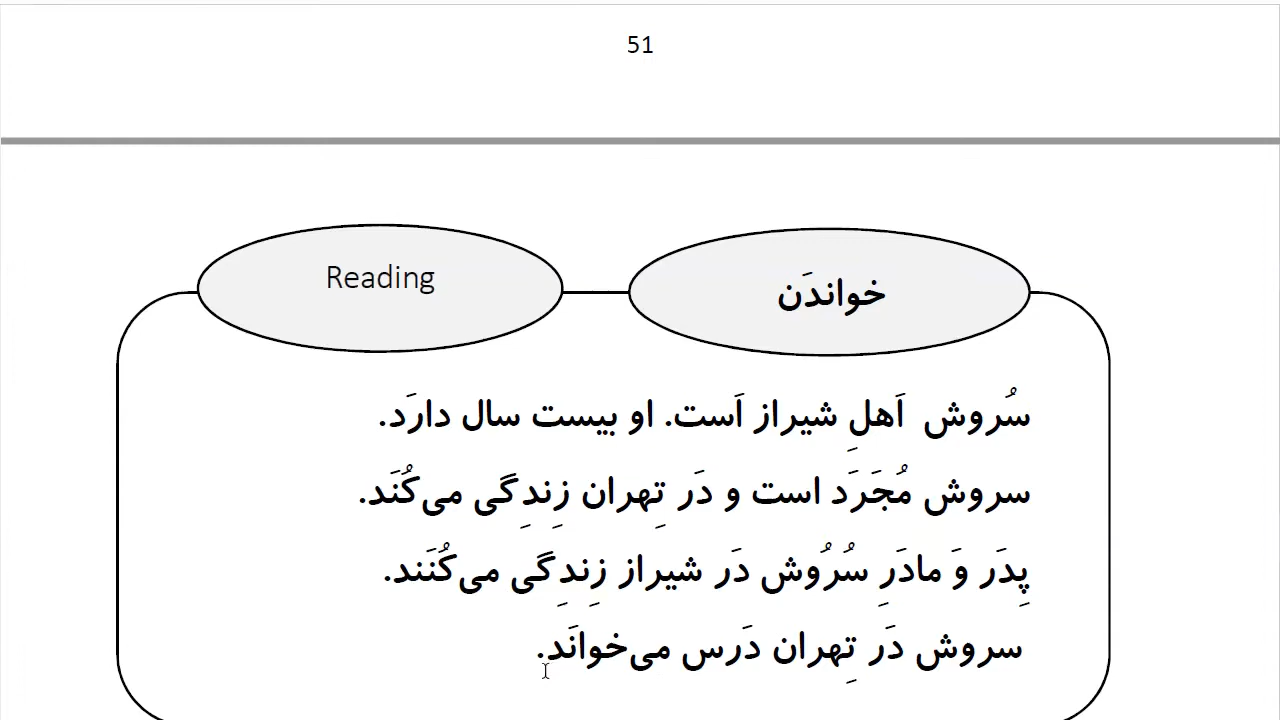 51
Reading
خواندَن
سُروش اَهلِ شیراز اَست. او بیست سال دارَد.
سروش مُجَرَد است و دَر تِهران زِندِگی می‌کُنَد.
پِدَر وَ مادَرِ سُرُوش دَر شیراز زِندِگی می‌کُنَند.
سروش دَر تِهران دَرس می‌خوانَد.